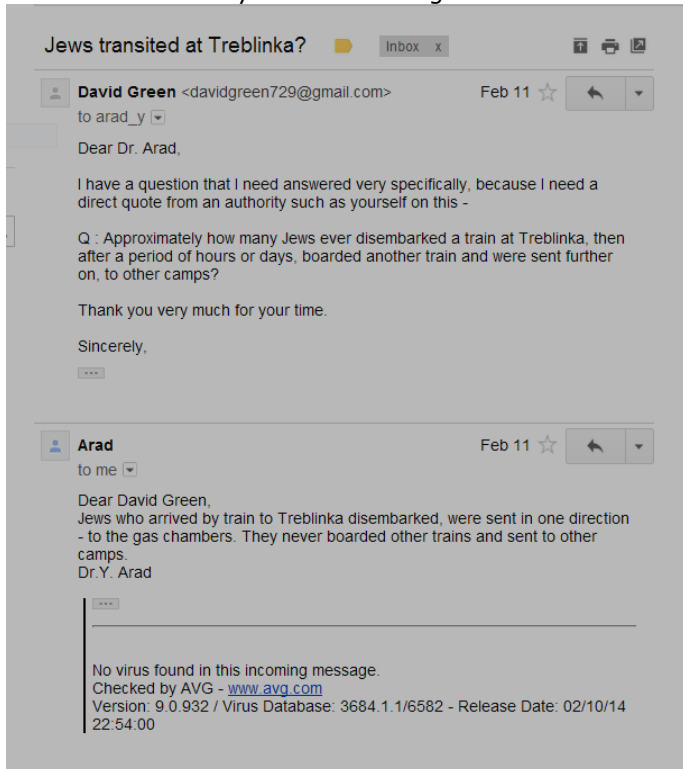 Jews transited at Treblinka?
Inbox x
David Green <davidgreen729@gmail.com>
Feb 11
to arad_y
Dear Dr. Arad,
I have a question that I need answered very specifically, because I need a
direct quote from an authority such as yourself on this -
Q : Approximately how many Jews ever disembarked a train at Treblinka, then
after a period of hours or days, boarded another train and were sent further
on, to other camps?
Thank you very much for your time.
Sincerely,
Arad
Feb 11
to me
Dear David Green,
Jews who arrived by train to Treblinka disembarked, were sent in one direction
- to the gas chambers. They never boarded other trains and sent to other
camps.
Dr.Y. Arad
No virus found in this incoming message.
Checked by AVG - www.avg.com
Version: 9.0.932 / Virus Database: 3684.1.1/6582 - Release Date: 02/10/14
22:54:00